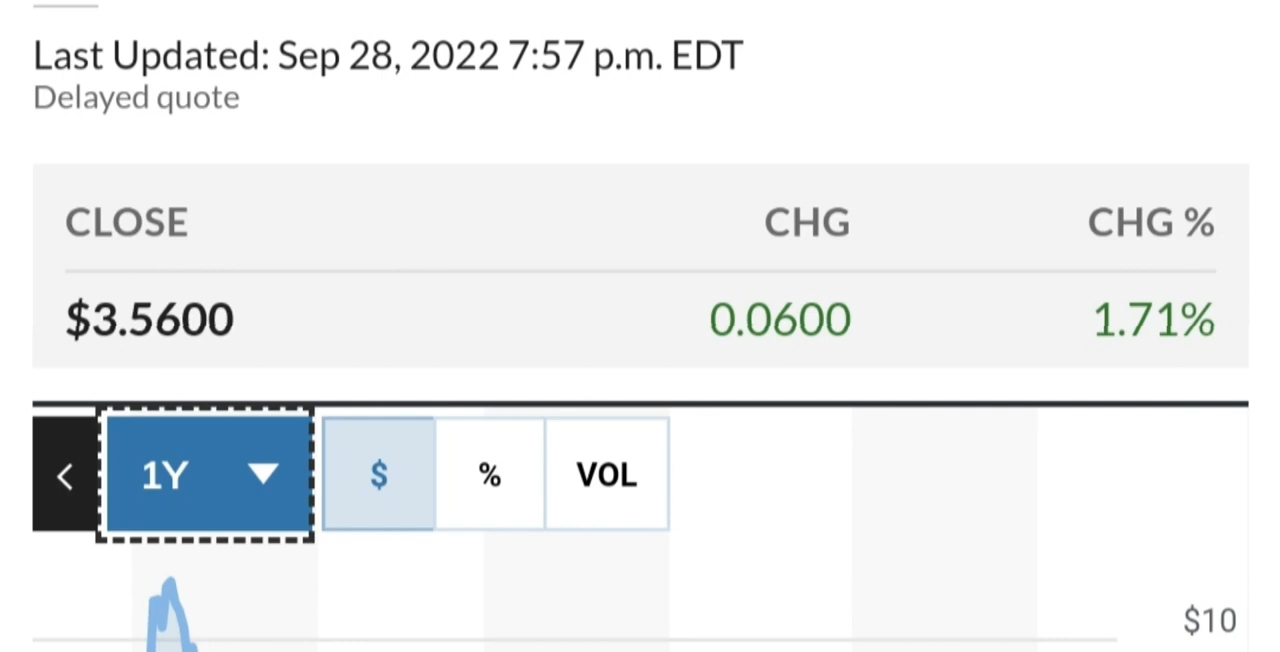 Last Updated: Sep 28, 2022 7:57 p.m. EDT
Delayed quote
CLOSE CHG CHG %
$3.5600 0.0600 1.71%
1Y $ % VOL
$10